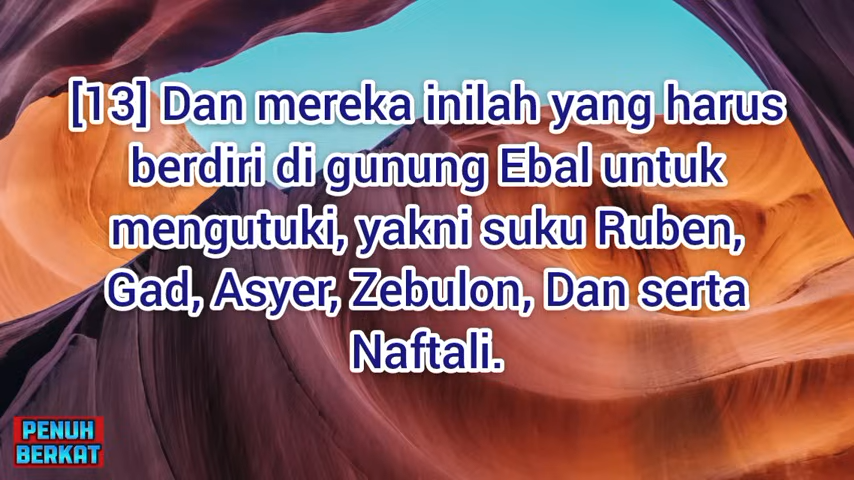 [13] Dan mereka inilah yang harus
berdiri di gunung Ebal untuk
mengutuki, yakni suku Ruben,
Gad, Asyer, Zebulon, Dan serta
Naftali.
PENUH
BERKAT